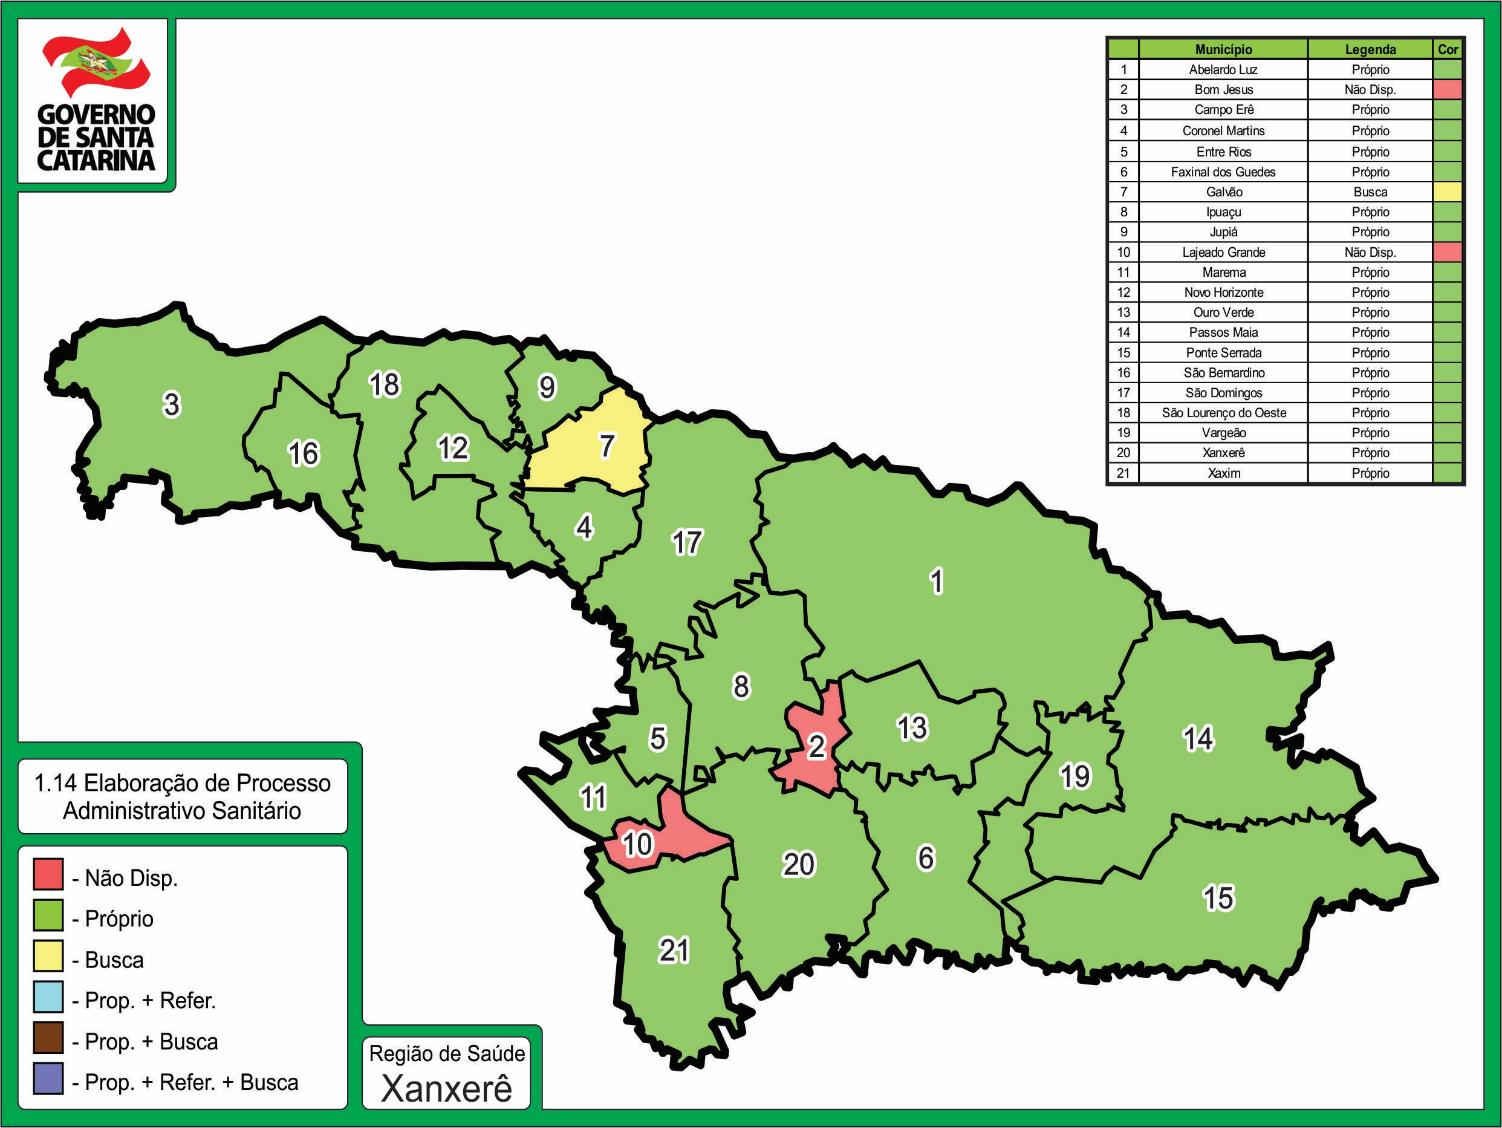 GOVERNO
DE SANTA
CATARINA
Município Legenda Cor
1 Abelardo Luz Próprio
2 Bom Jesus Não Disp.
3 Campo Erê Próprio
4 Coronel Martins Próprio
5 Entre Rios Próprio
6 Faxinal dos Guedes Próprio
7 Galvão Busca
8 Ipuaçu Próprio
9 Jupiá Próprio
10 Lajeado Grande Não Disp.
11 Marema Próprio
12 Novo Horizonte Próprio
13 Ouro Verde Próprio
14 Passos Maia Próprio
15 Ponte Serrada Próprio
16 São Bernardino Próprio
17 São Domingos Próprio
18 São Lourenço do Oeste Próprio
19 Vargeão Próprio
20 Xanxerê Próprio
21 Xaxim Próprio
3
18
9
16
12
7
4
17
1
8
5
2
13
14
19
11
10
20
6
15
21
1.14 Elaboração de Processo
Administrativo Sanitário
- Não Disp.
- Próprio
- Busca
- Prop. + Refer.
- Prop. + Busca
- Prop. + Refer. + Busca
Região de Saúde
Xanxerê